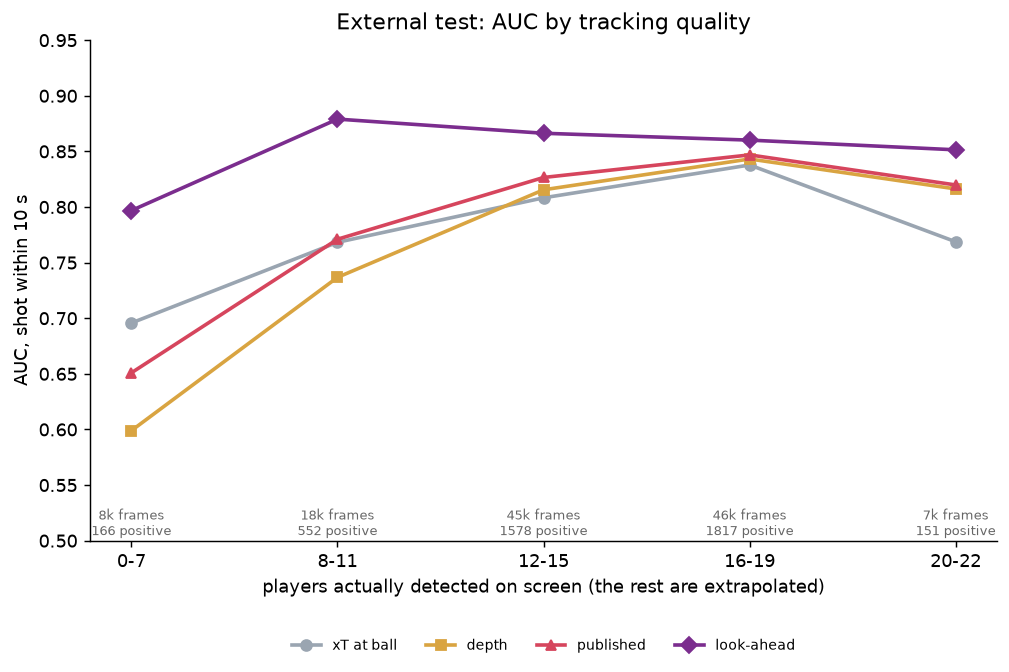 External test: AUC by tracking quality
AUC, shot within 10 s
0.95
0.90
0.85
0.80
0.75
0.70
0.65
0.60
0.55
0.50
8k frames
166 positive
18k frames
552 positive
45k frames
1578 positive
46k frames
1817 positive
7k frames
151 positive
0-7
8-11
12-15
16-19
20-22
players actually detected on screen (the rest are extrapolated)
xT at ball
depth
published
look-ahead